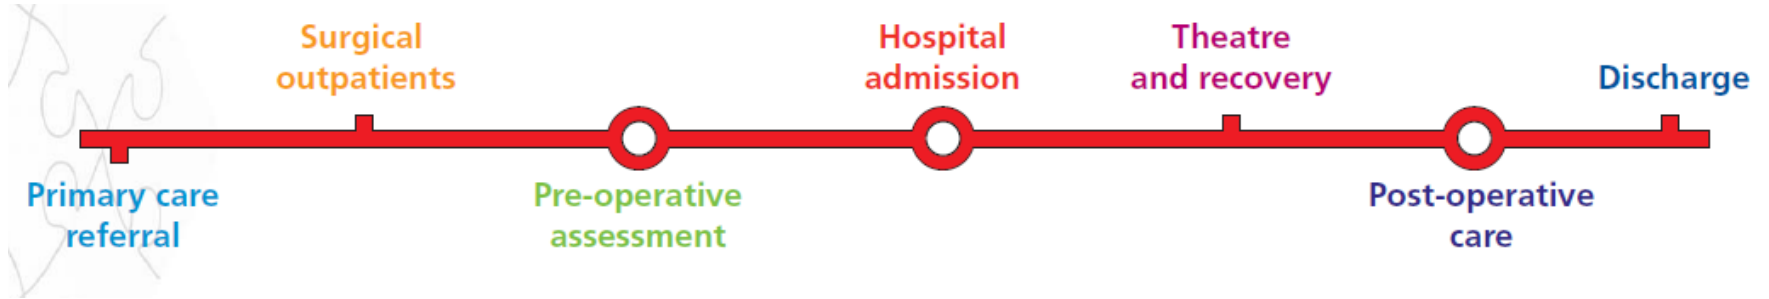 Primary care
referral
Surgical
outpatients
Pre-operative
assessment
Hospital
admission
Theatre
and recovery
Post-operative
care
Discharge